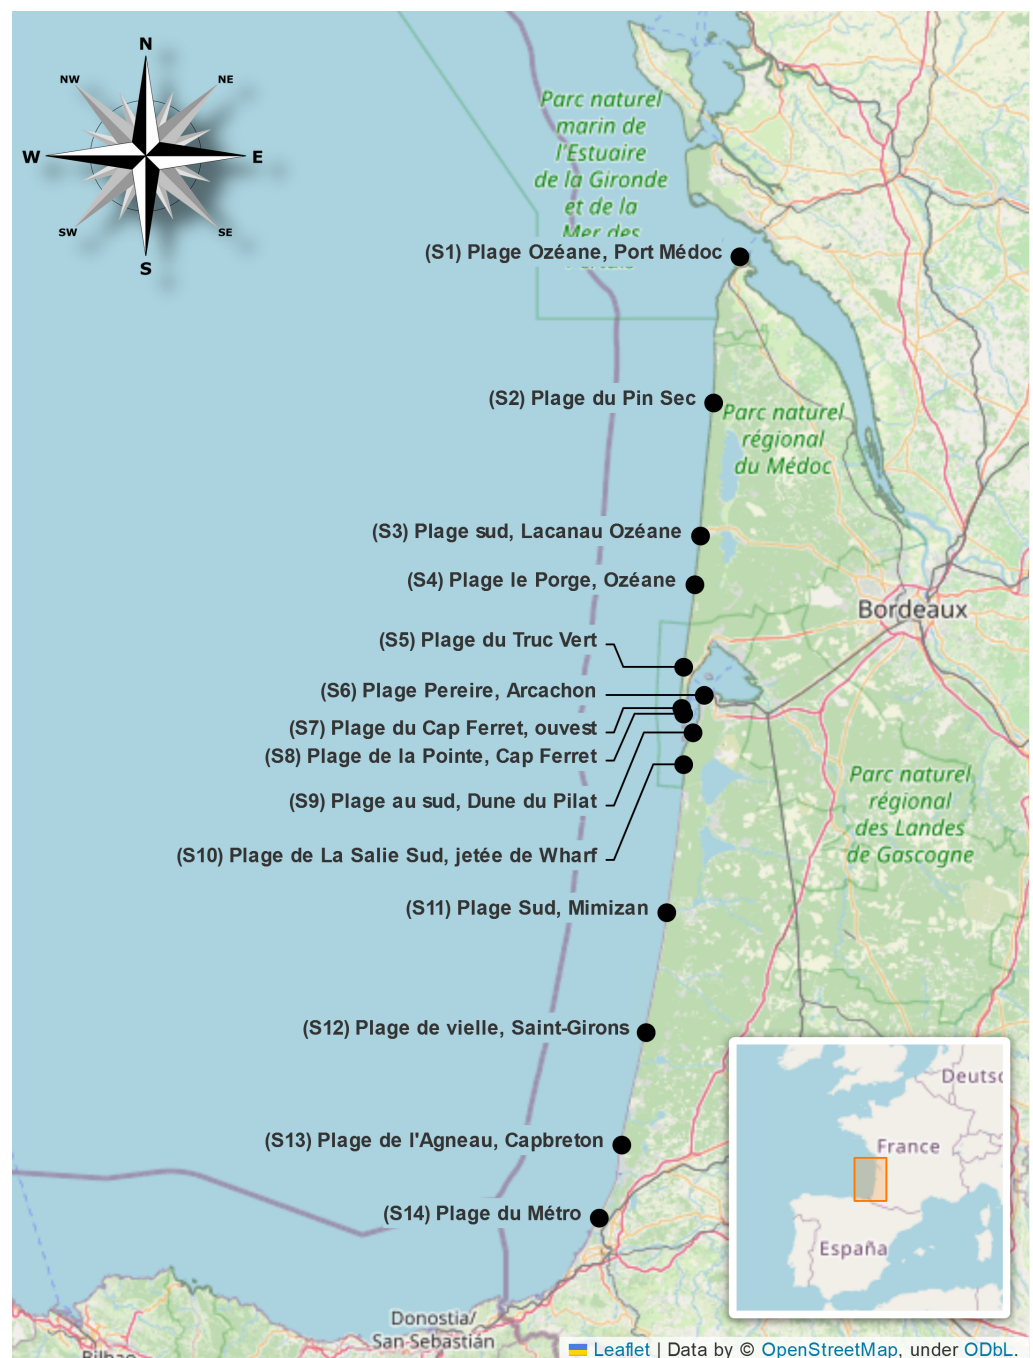 N
NW
NE
W
E
SW
SE
S
Parc naturel
marin de
l'Estuaire
de la Gironde
et de la
Mer des
(S1) Plage Ozéane, Port Médoc
(S2) Plage du Pin Sec
Parc naturel
régional
du Médoc
(S3) Plage sud, Lacanau Ozéane
(S4) Plage le Porge, Ozéane
Bordeaux
(S5) Plage du Truc Vert
(S6) Plage Pereire, Arcachon
(S7) Plage du Cap Ferret, ouvest
(S8) Plage de la Pointe, Cap Ferret
(S9) Plage au sud, Dune du Pilat
Parc naturel
régional
des Landes
de Gascogne
(S10) Plage de La Salie Sud, jetée de Wharf
(S11) Plage Sud, Mimizan
(S12) Plage de vielle, Saint-Girons
(S13) Plage de l'Agneau, Capbreton
(S14) Plage du Métro
Deutsc
France
España
Donostia/
San Sebastián
Bilbao
Leaflet | Data by © OpenStreetMap, under ODbL.